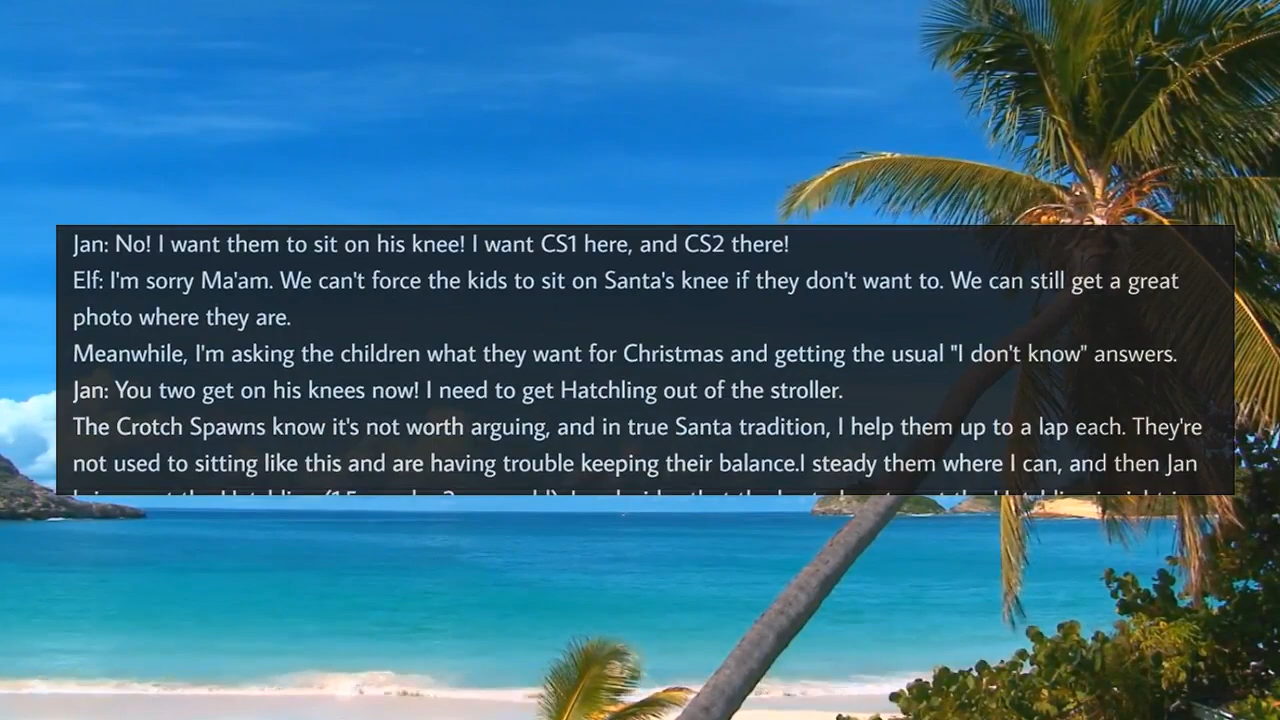 Jan: No! I want them to sit on his knee! I want CS1 here, and CS2 there!
Elf: I'm sorry Ma'am. We can't force the kids to sit on Santa's knee if they don't want to. We can still get a great
photo where they are.
Meanwhile, I'm asking the children what they want for Christmas and getting the usual "I don't know" answers.
Jan: You two get on his knees now! I need to get Hatchling out of the stroller.
The Crotch Spawns know it's not worth arguing, and in true Santa tradition, I help them up to a lap each. They're
not used to sitting like this and are having trouble keeping their balance.I steady them where I can, and then Jan